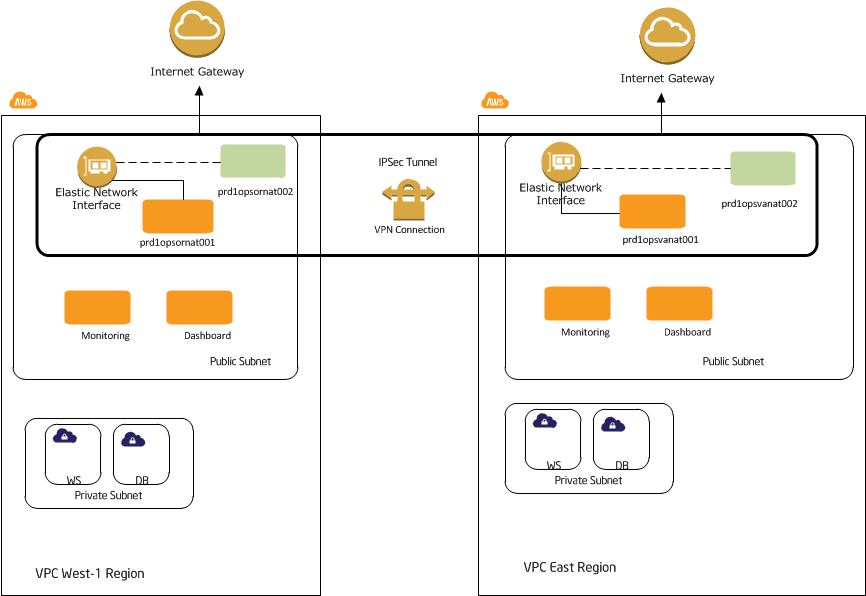 Internet Gateway
Internet Gateway
AWS
AWS
IPSec Tunnel
VPN Connection
Elastic Network
Interface
prd1opsornat002
prd1opsornat001
Monitoring
Dashboard
Public Subnet
WS
DB
Private Subnet
VPC West-1 Region
Elastic Network
Interface
prd1opsvanat002
prd1opsvanat001
Monitoring
Dashboard
Public Subnet
WS
DB
Private Subnet
VPC East Region